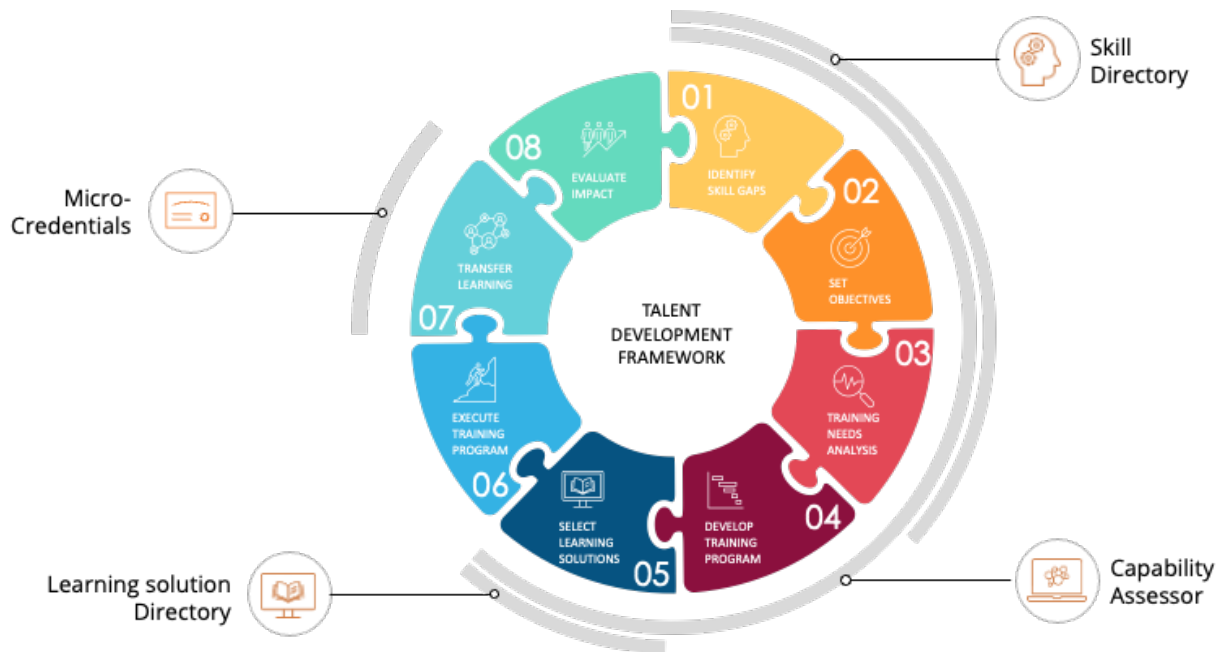 Skill
Directory
01
IDENTIFY
SKILL GAPS
02
SET
OBJECTIVES
03
TRAINING
NEEDS
ANALYSIS
04
DEVELOP
TRAINING
PROGRAM
05
SELECT
LEARNING
SOLUTIONS
06
EXECUTE
TRAINING
PROGRAM
07
TRANSFER
LEARNING
08
EVALUATE
IMPACT
TALENT
DEVELOPMENT
FRAMEWORK
Micro-
Credentials
Learning solution
Directory
Capability
Assessor